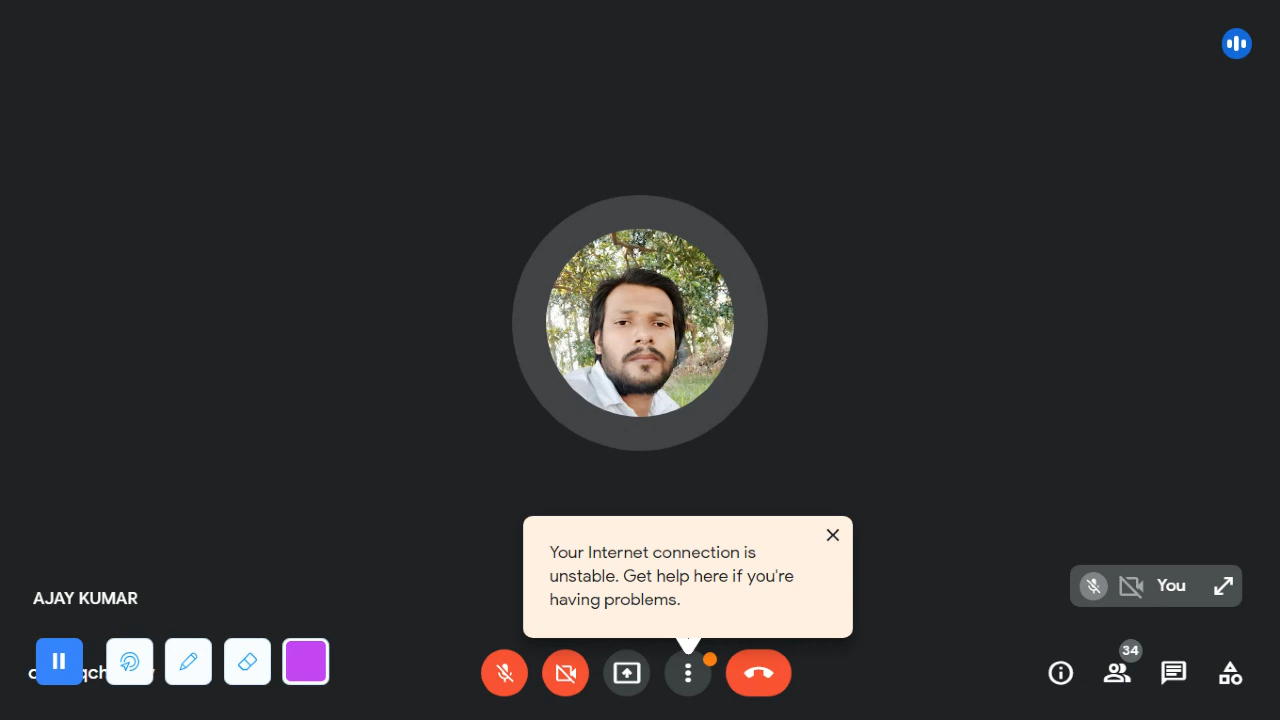 AJAY KUMAR
Your Internet connection is
unstable. Get help here if you're
having problems.
You
34